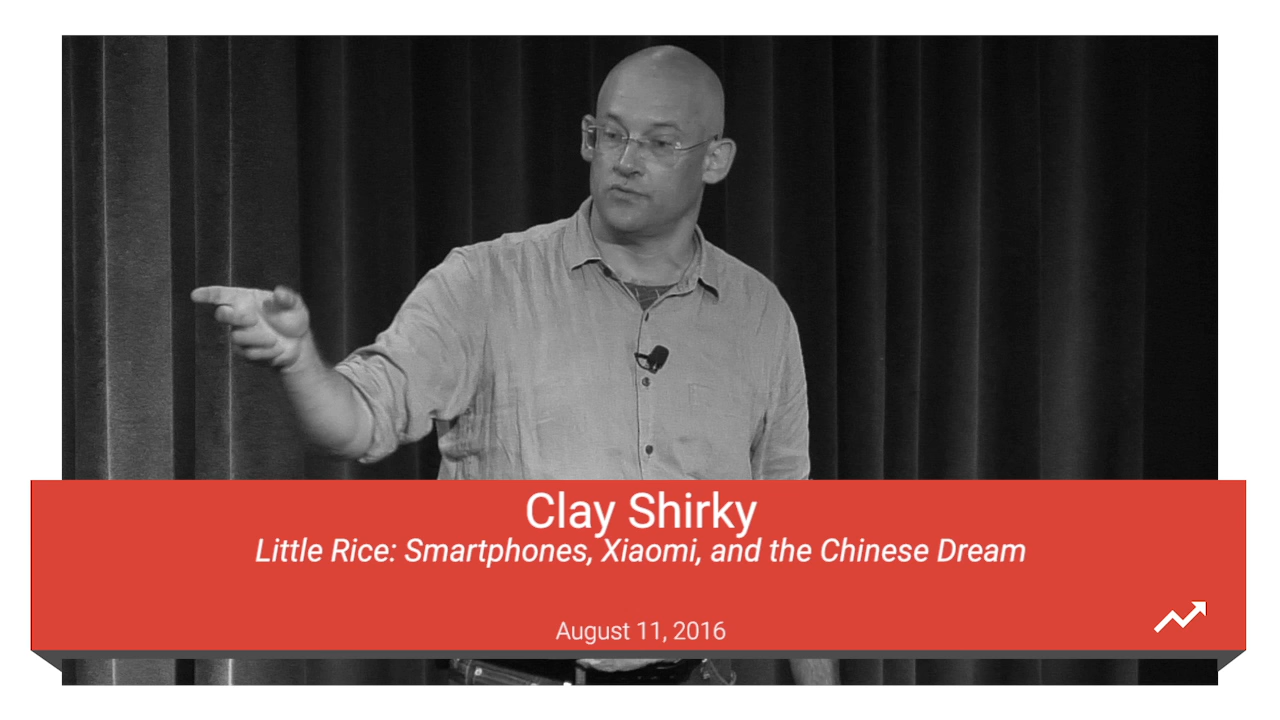 Clay Shirky
Little Rice: Smartphones, Xiaomi, and the Chinese Dream
August 11, 2016